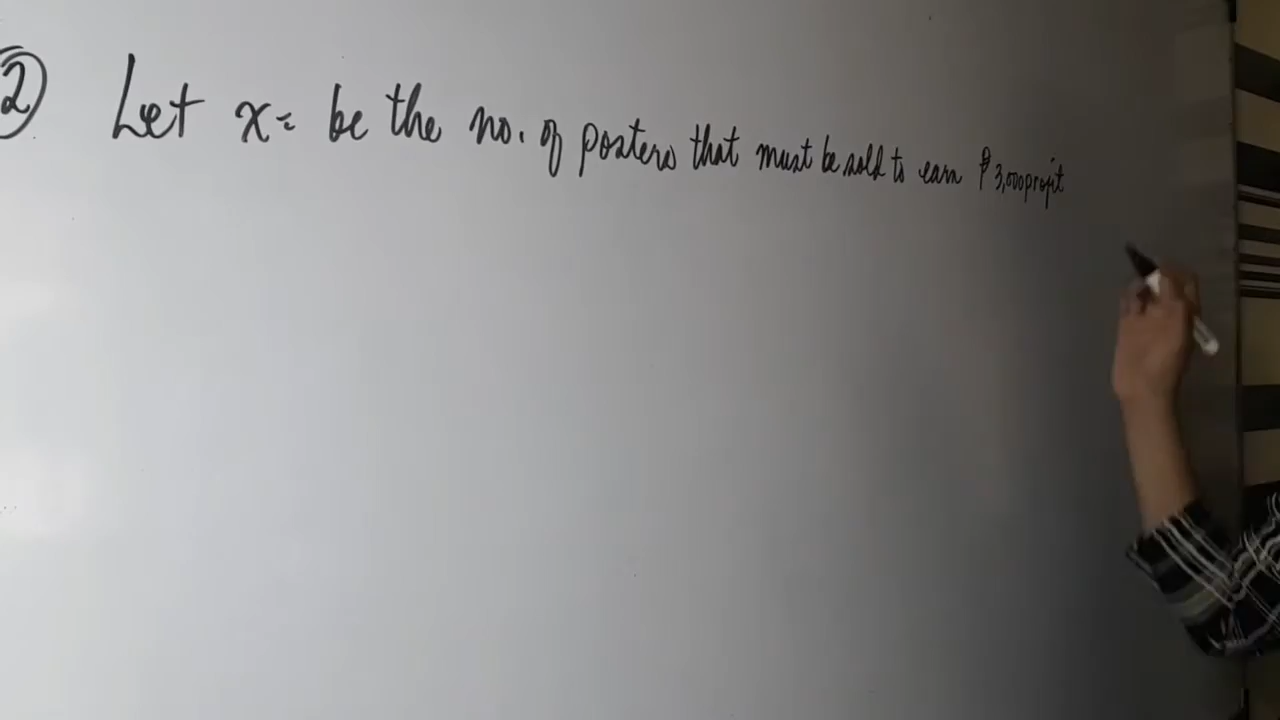 ② Let x = be the no. of posters that must be sold to earn ₱3,000 profit